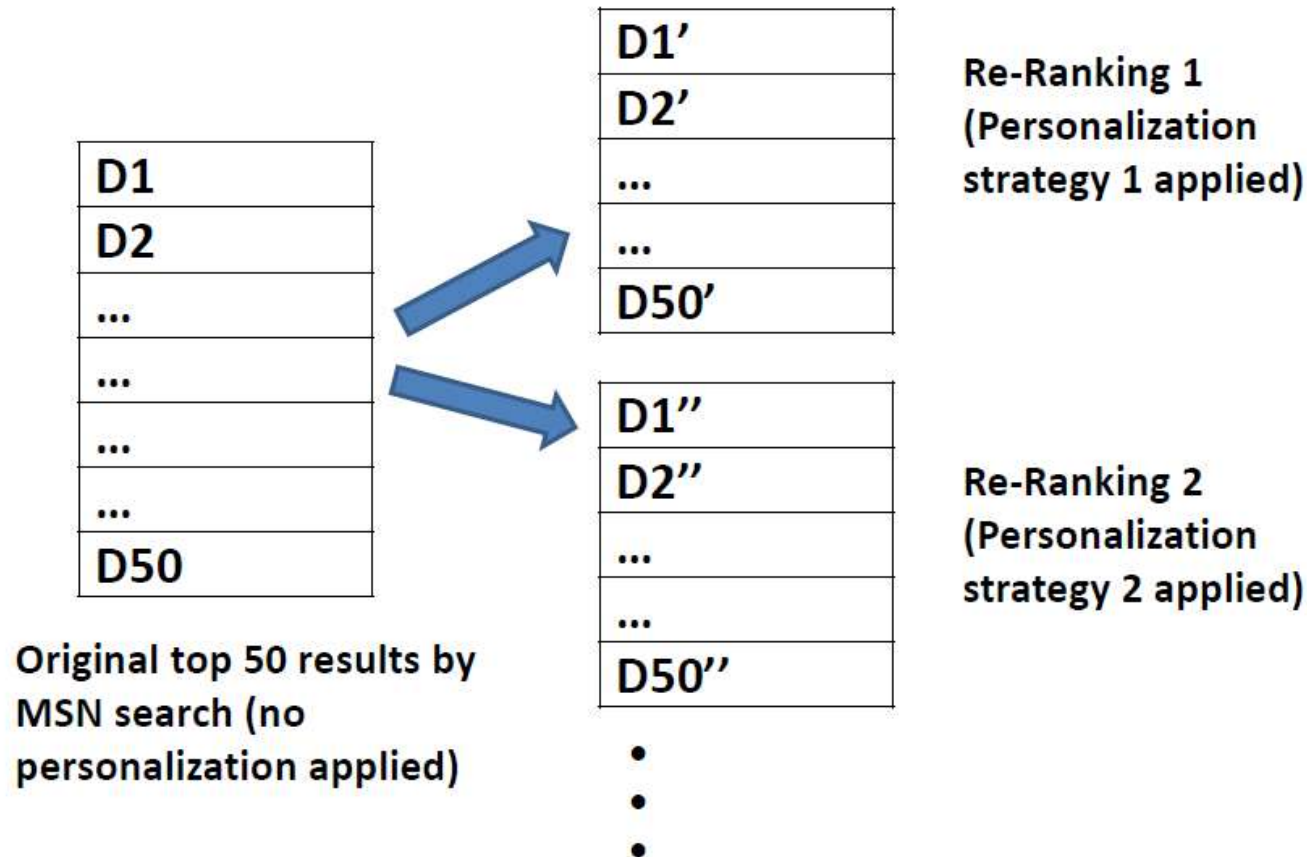 D1
D2
...
...
...
...
D50
Original top 50 results by
MSN search (no
personalization applied)
D1’
D2’
...
...
D50’
Re-Ranking 1
(Personalization
strategy 1 applied)
D1’’
D2’’
...
...
D50’’
Re-Ranking 2
(Personalization
strategy 2 applied)